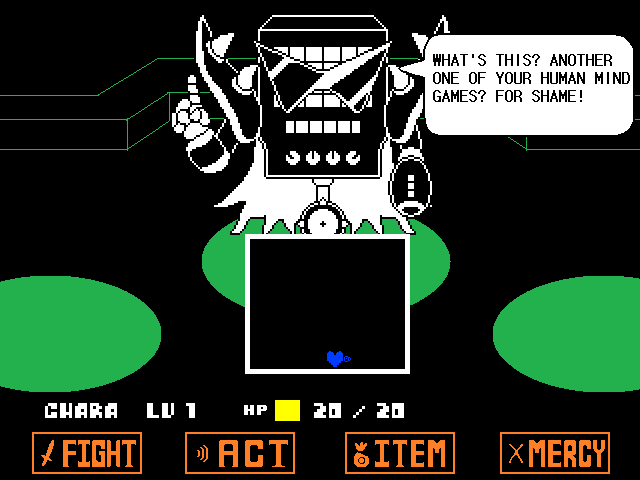 WHAT'S THIS? ANOTHER
ONE OF YOUR HUMAN MIND
GAMES? FOR SHAME!
CHARA LV 1 HP 20 / 20
FIGHT ACT ITEM MERCY